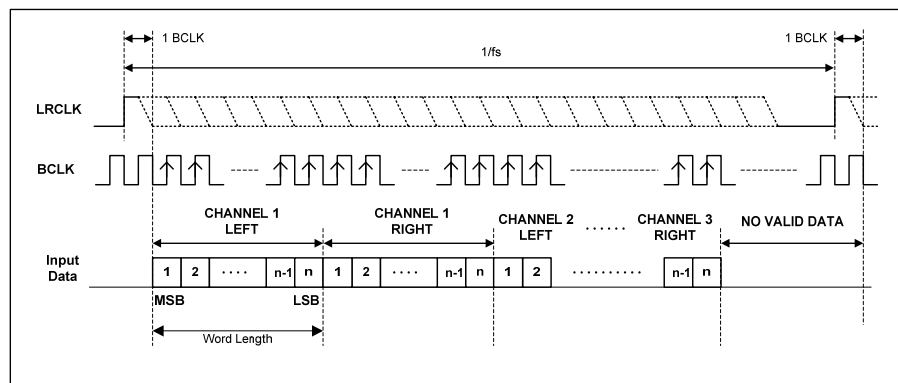 1 BCLK
1 BCLK
1/fs
LRCLK
BCLK
CHANNEL 1
LEFT
CHANNEL 1
RIGHT
CHANNEL 2
LEFT
CHANNEL 3
RIGHT
NO VALID DATA
Input
Data
1 2 n-1 n 1 2 n-1 n 1 2 n-1 n
MSB
LSB
Word Length